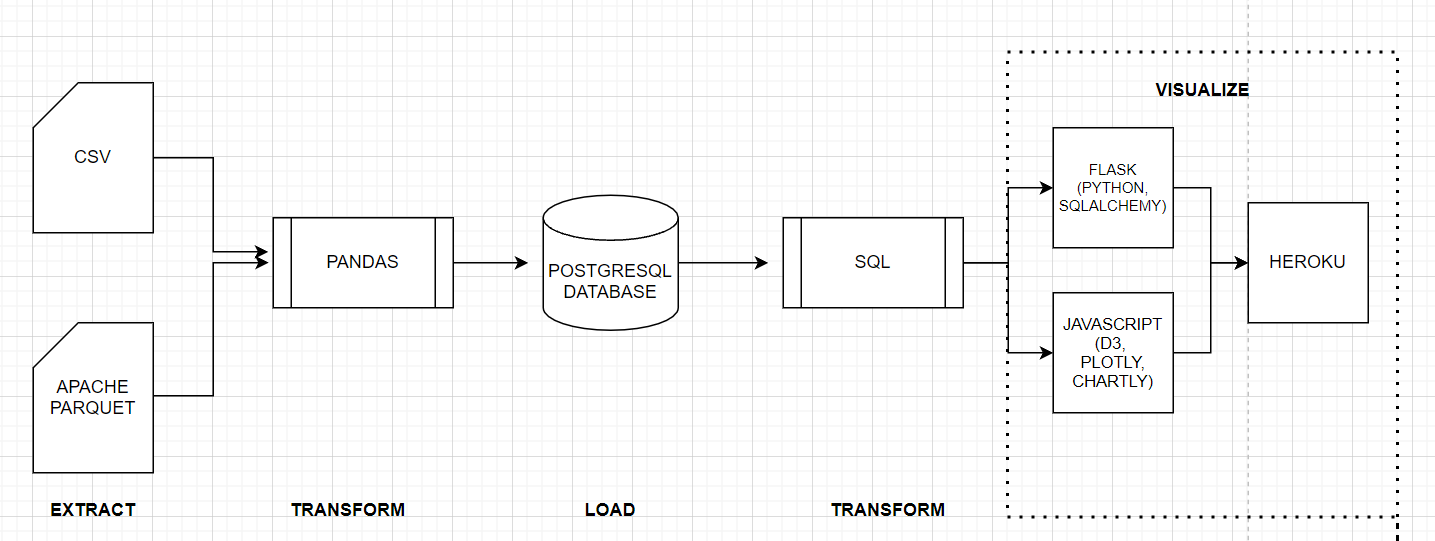 VISUALIZE
CSV
FLASK
(PYTHON,
SQLALCHEMY)
PANDAS
POSTGRESQL
DATABASE
SQL
HEROKU
JAVASCRIPT
(D3,
PLOTLY,
CHARTLY)
APACHE
PARQUET
EXTRACT
TRANSFORM
LOAD
TRANSFORM